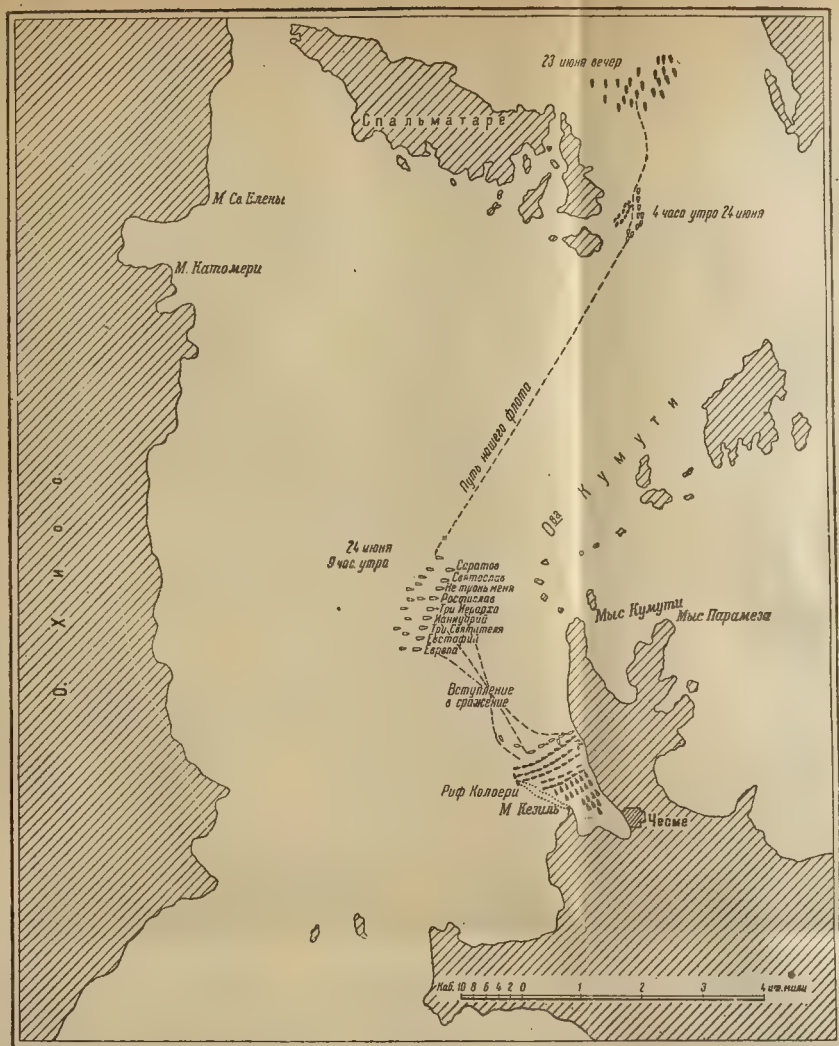 23 июня вечер
Спальматаре
4 часа утра 24 июня
М. Св. Елены
М. Катомери
Путь нашего флота
О-ва Кумути
О. Хиос
24 июня
9 час. утра
Саратов
Святослав
Не тронь меня
Ростислав
Три Иерарха
Ианнуарий
Три Святителя
Евстафий
Европа
Мыс Кумути
Мыс Парамеза
Вступление
в сражение
Риф Колоери
М Кезиль
Чесме
Каб. 10 8 6 4 2 0 1 2 3 4 ит. мили